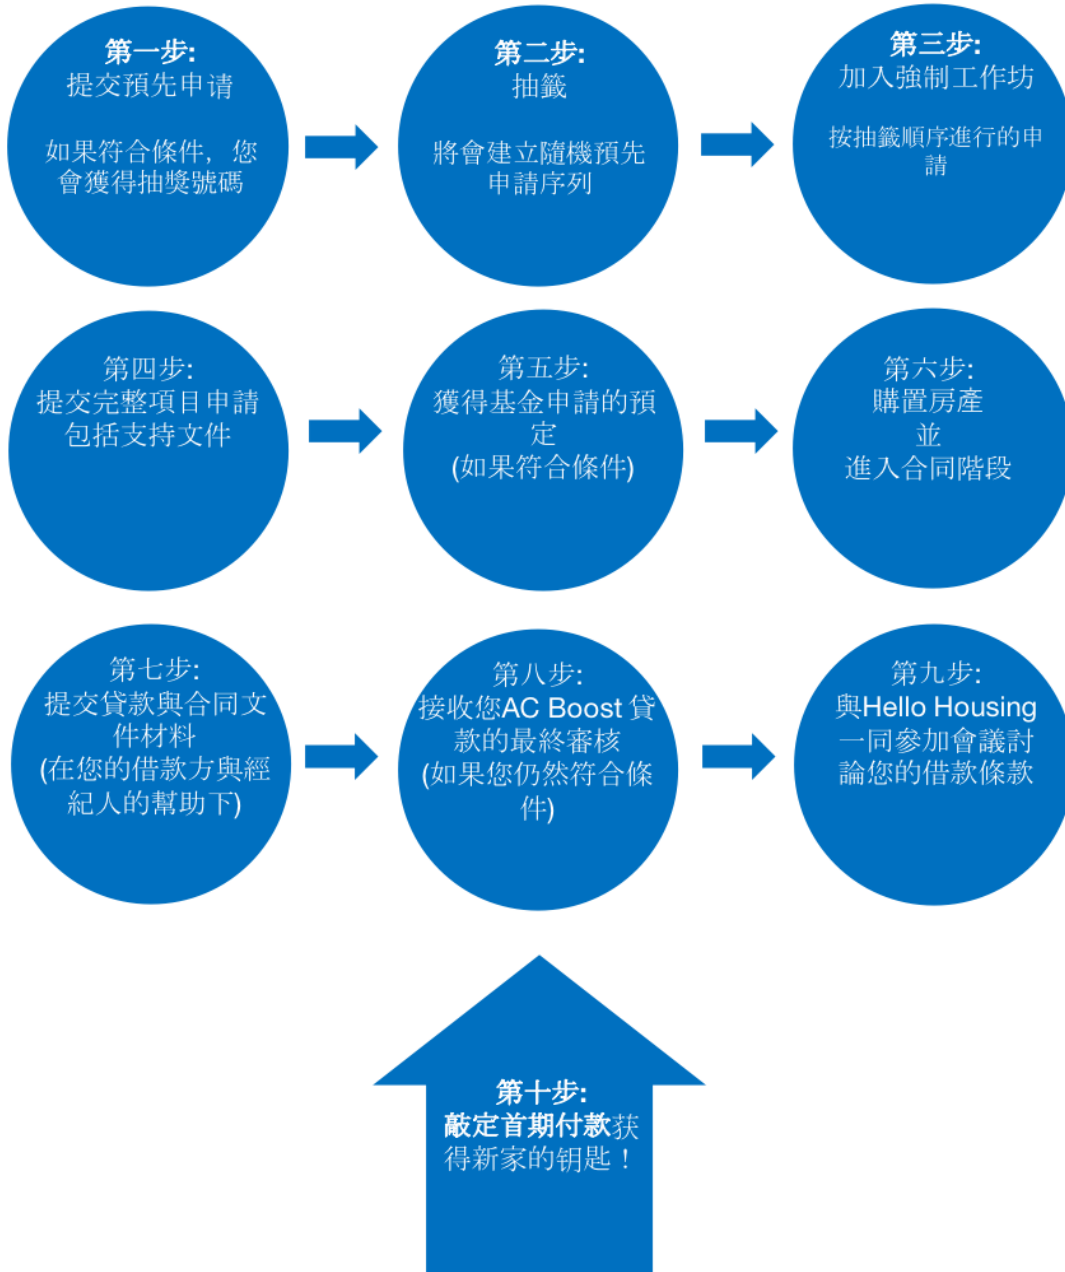 第一步:
提交預先申请
如果符合條件, 您
會獲得抽獎號碼
第二步:
抽籤
將會建立隨機預先
申請序列
第三步:
加入強制工作坊
按抽籤順序進行的申
請
第四步:
提交完整項目申請
包括支持文件
第五步:
獲得基金申請的預
定
(如果符合條件)
第六步:
購置房產
並
進入合同階段
第七步:
提交貸款與合同文
件材料
(在您的借款方與經
紀人的幫助下)
第八步:
接收您AC Boost 貸
款的最終審核
(如果您仍然符合條
件)
第九步:
與Hello Housing
一同參加會議討
論您的借款條款
第十步:
敲定首期付款获
得新家的钥匙！